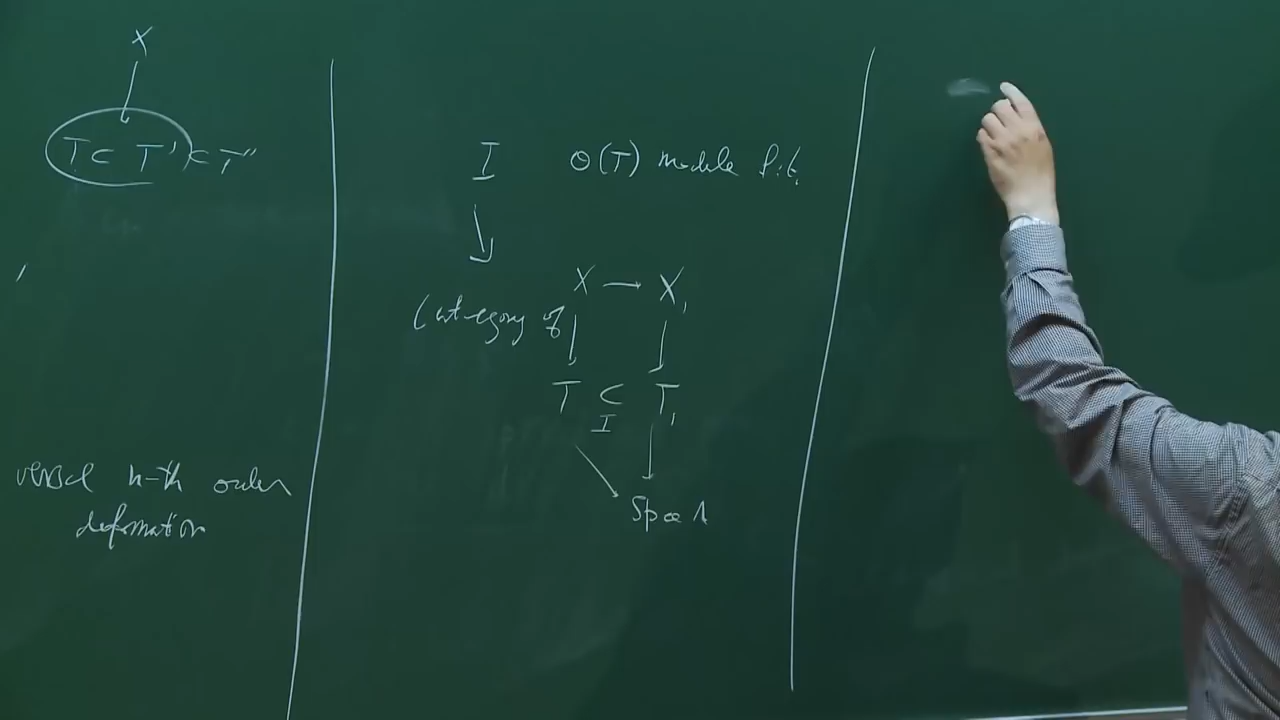 X
T ⊂ T' ⊂ T''
versal n-th order
deformation
I O(T) module f.t.
X → X₁
Category of
T ⊂ T₁
I
Spec Λ